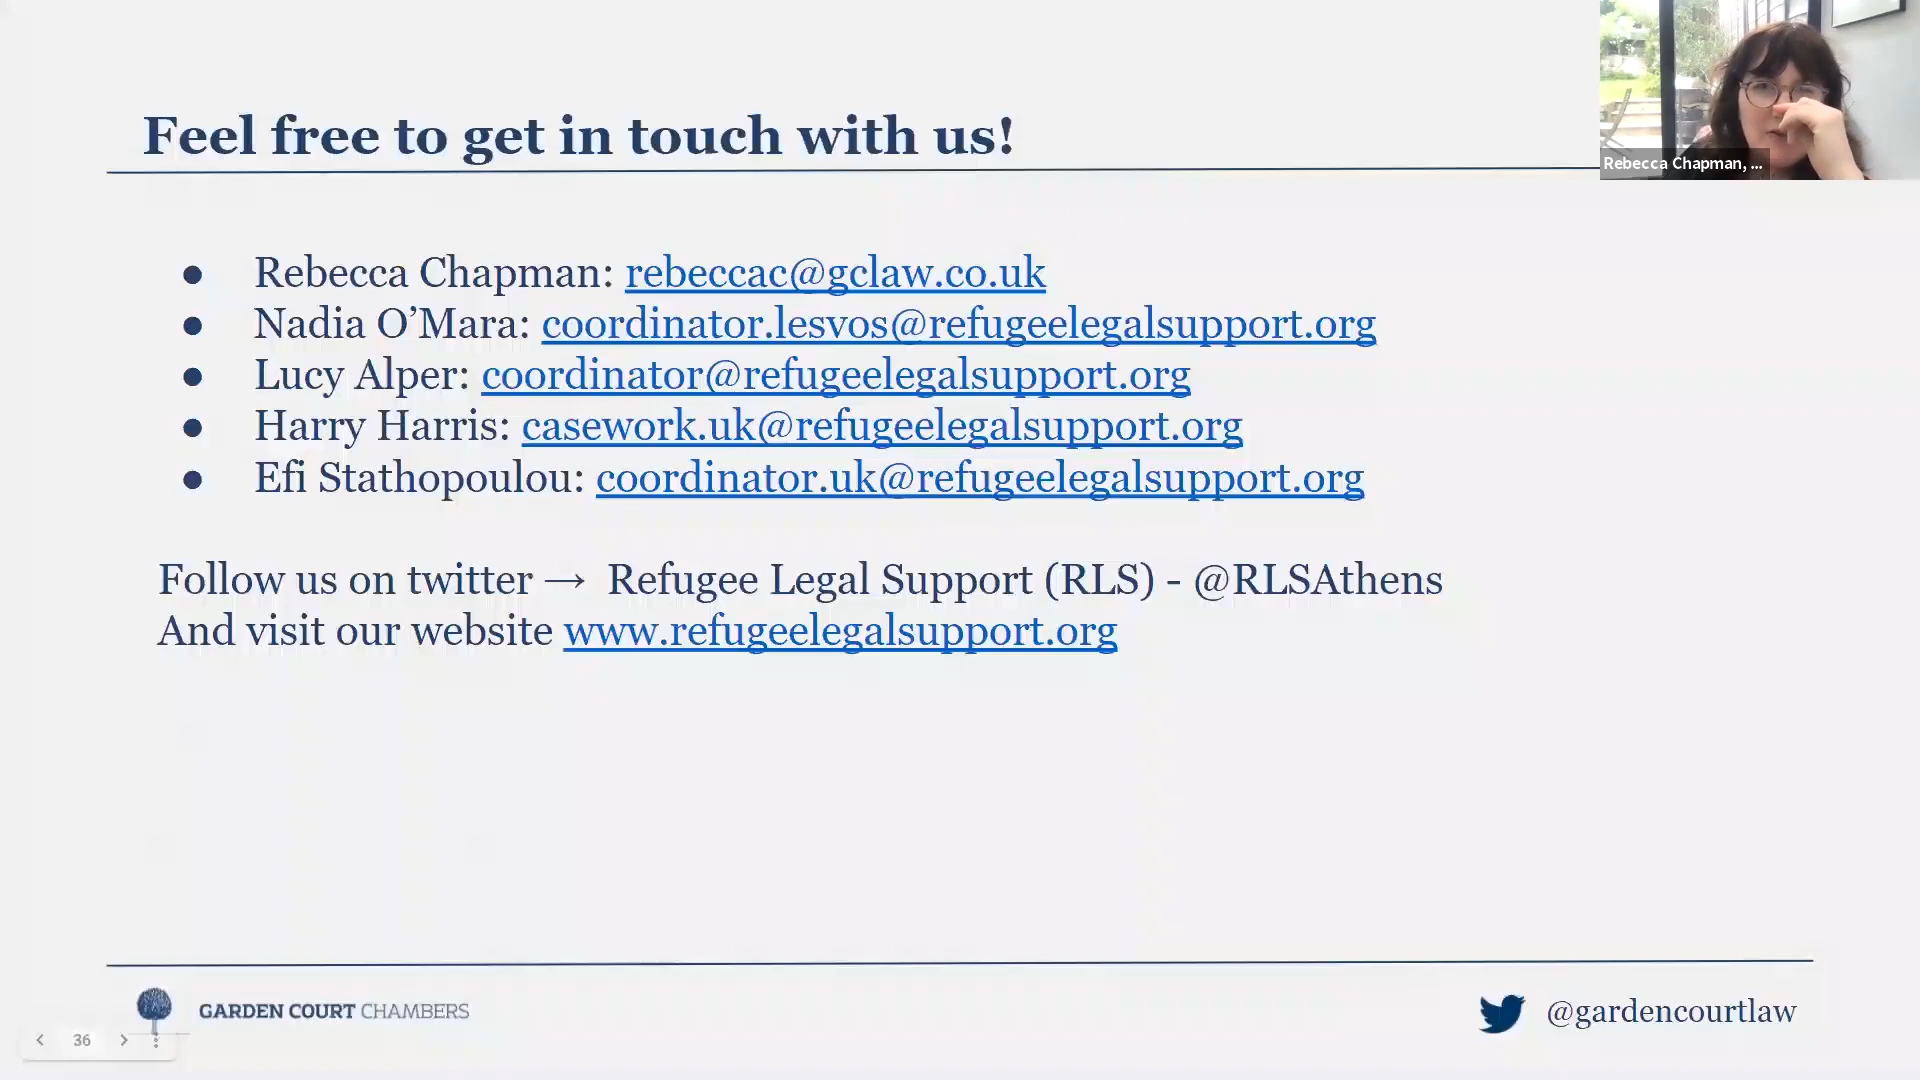 Feel free to get in touch with us!
Rebecca Chapman, ...
● Rebecca Chapman: rebeccac@gclaw.co.uk
● Nadia O’Mara: coordinator.lesvos@refugeelegalsupport.org
● Lucy Alper: coordinator@refugeelegalsupport.org
● Harry Harris: casework.uk@refugeelegalsupport.org
● Efi Stathopoulou: coordinator.uk@refugeelegalsupport.org
Follow us on twitter → Refugee Legal Support (RLS) - @RLSAthens
And visit our website www.refugeelegalsupport.org
GARDEN COURT CHAMBERS
@gardencourtlaw
36